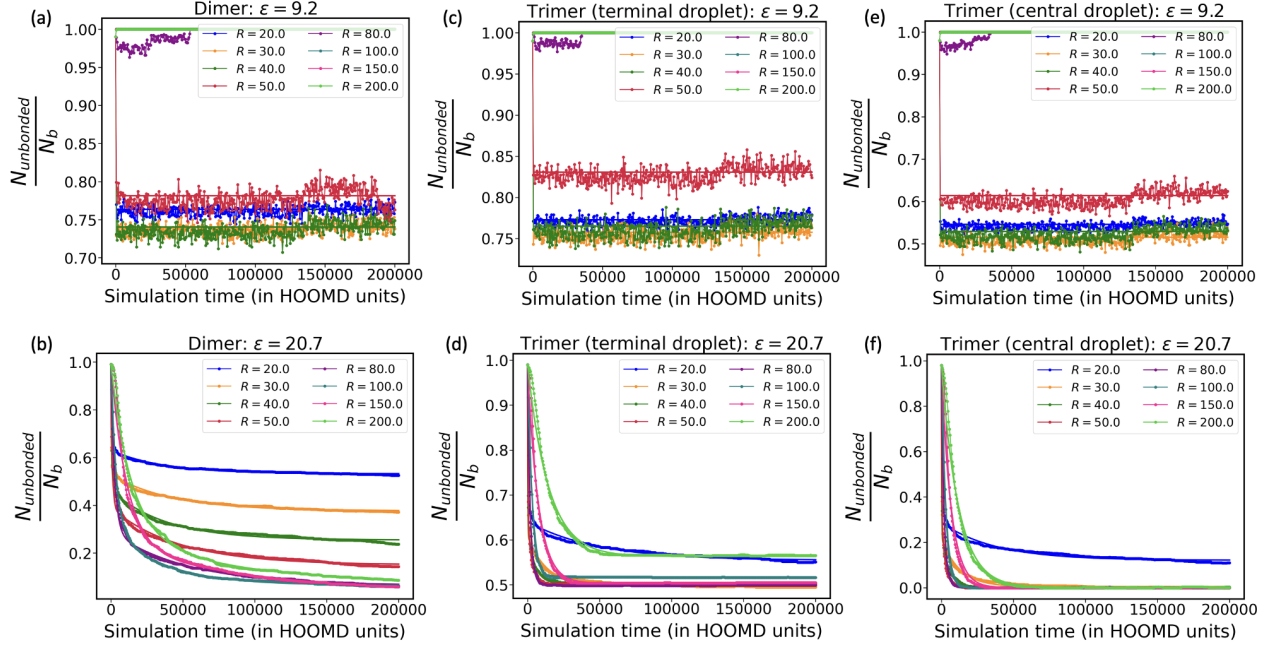 (a)
Dimer: ε = 9.2
1.00
0.95
0.90
0.85
0.80
0.75
0.70
N_unbonded
N_b
R = 20.0
R = 30.0
R = 40.0
R = 50.0
R = 80.0
R = 100.0
R = 150.0
R = 200.0
0
50000
100000
150000
200000
Simulation time (in HOOMD units)
(c)
Trimer (terminal droplet): ε = 9.2
1.00
0.95
0.90
0.85
0.80
0.75
N_unbonded
N_b
R = 20.0
R = 30.0
R = 40.0
R = 50.0
R = 80.0
R = 100.0
R = 150.0
R = 200.0
0
50000
100000
150000
200000
Simulation time (in HOOMD units)
(e)
Trimer (central droplet): ε = 9.2
1.0
0.9
0.8
0.7
0.6
0.5
N_unbonded
N_b
R = 20.0
R = 30.0
R = 40.0
R = 50.0
R = 80.0
R = 100.0
R = 150.0
R = 200.0
0
50000
100000
150000
200000
Simulation time (in HOOMD units)
(b)
Dimer: ε = 20.7
1.0
0.8
0.6
0.4
0.2
N_unbonded
N_b
R = 20.0
R = 30.0
R = 40.0
R = 50.0
R = 80.0
R = 100.0
R = 150.0
R = 200.0
0
50000
100000
150000
200000
Simulation time (in HOOMD units)
(d)
Trimer (terminal droplet): ε = 20.7
1.0
0.9
0.8
0.7
0.6
0.5
N_unbonded
N_b
R = 20.0
R = 30.0
R = 40.0
R = 50.0
R = 80.0
R = 100.0
R = 150.0
R = 200.0
0
50000
100000
150000
200000
Simulation time (in HOOMD units)
(f)
Trimer (central droplet): ε = 20.7
1.0
0.8
0.6
0.4
0.2
0.0
N_unbonded
N_b
R = 20.0
R = 30.0
R = 40.0
R = 50.0
R = 80.0
R = 100.0
R = 150.0
R = 200.0
0
50000
100000
150000
200000
Simulation time (in HOOMD units)